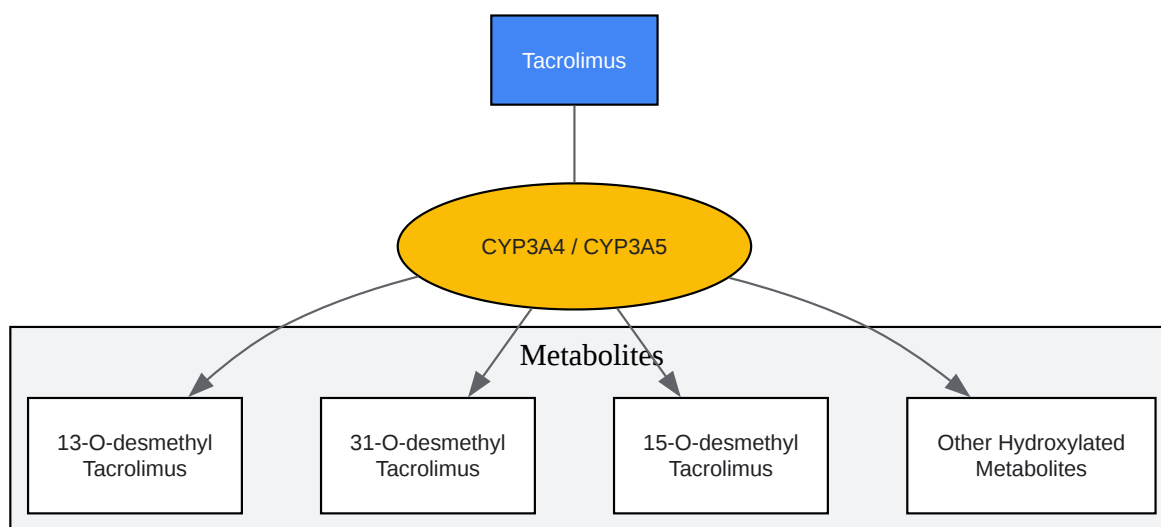 Tacrolimus
CYP3A4 / CYP3A5
Metabolites
13-O-desmethyl
Tacrolimus
31-O-desmethyl
Tacrolimus
15-O-desmethyl
Tacrolimus
Other Hydroxylated
Metabolites